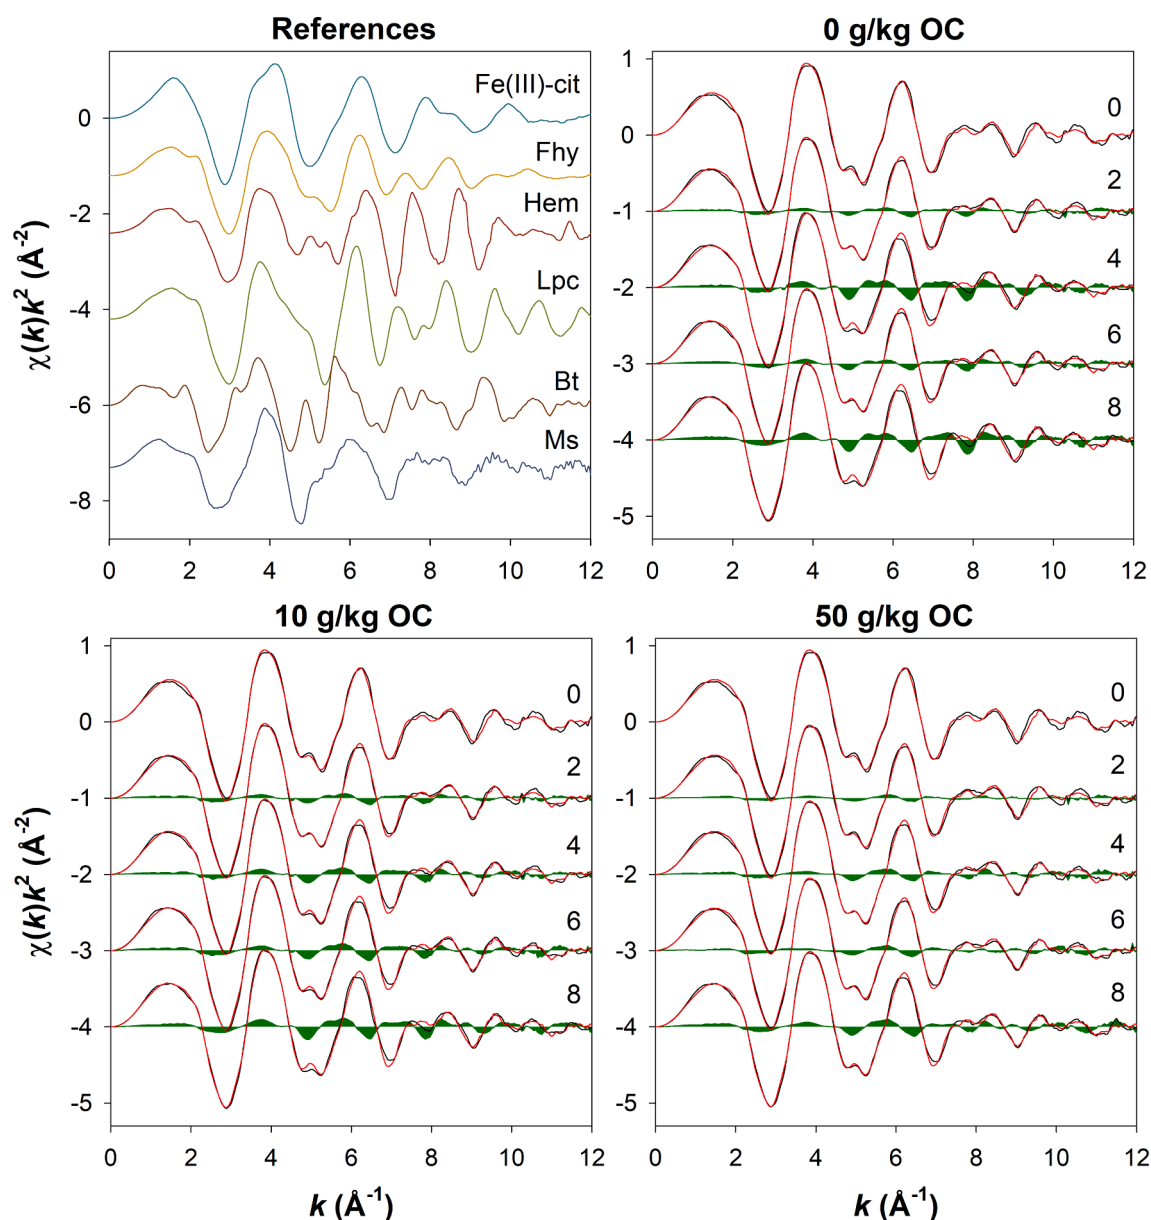 References
Fe(III)-cit
Fhy
Hem
Lpc
Bt
Ms
0
-2
-4
-6
-8
χ(k)k² (Å⁻²)
0 2 4 6 8 10 12
0 g/kg OC
1
0
-1
-2
-3
-4
-5
0
2
4
6
8
0 2 4 6 8 10 12
10 g/kg OC
1
0
-1
-2
-3
-4
-5
χ(k)k² (Å⁻²)
0
2
4
6
8
0 2 4 6 8 10 12
k (Å⁻¹)
50 g/kg OC
1
0
-1
-2
-3
-4
-5
0
2
4
6
8
0 2 4 6 8 10 12
k (Å⁻¹)